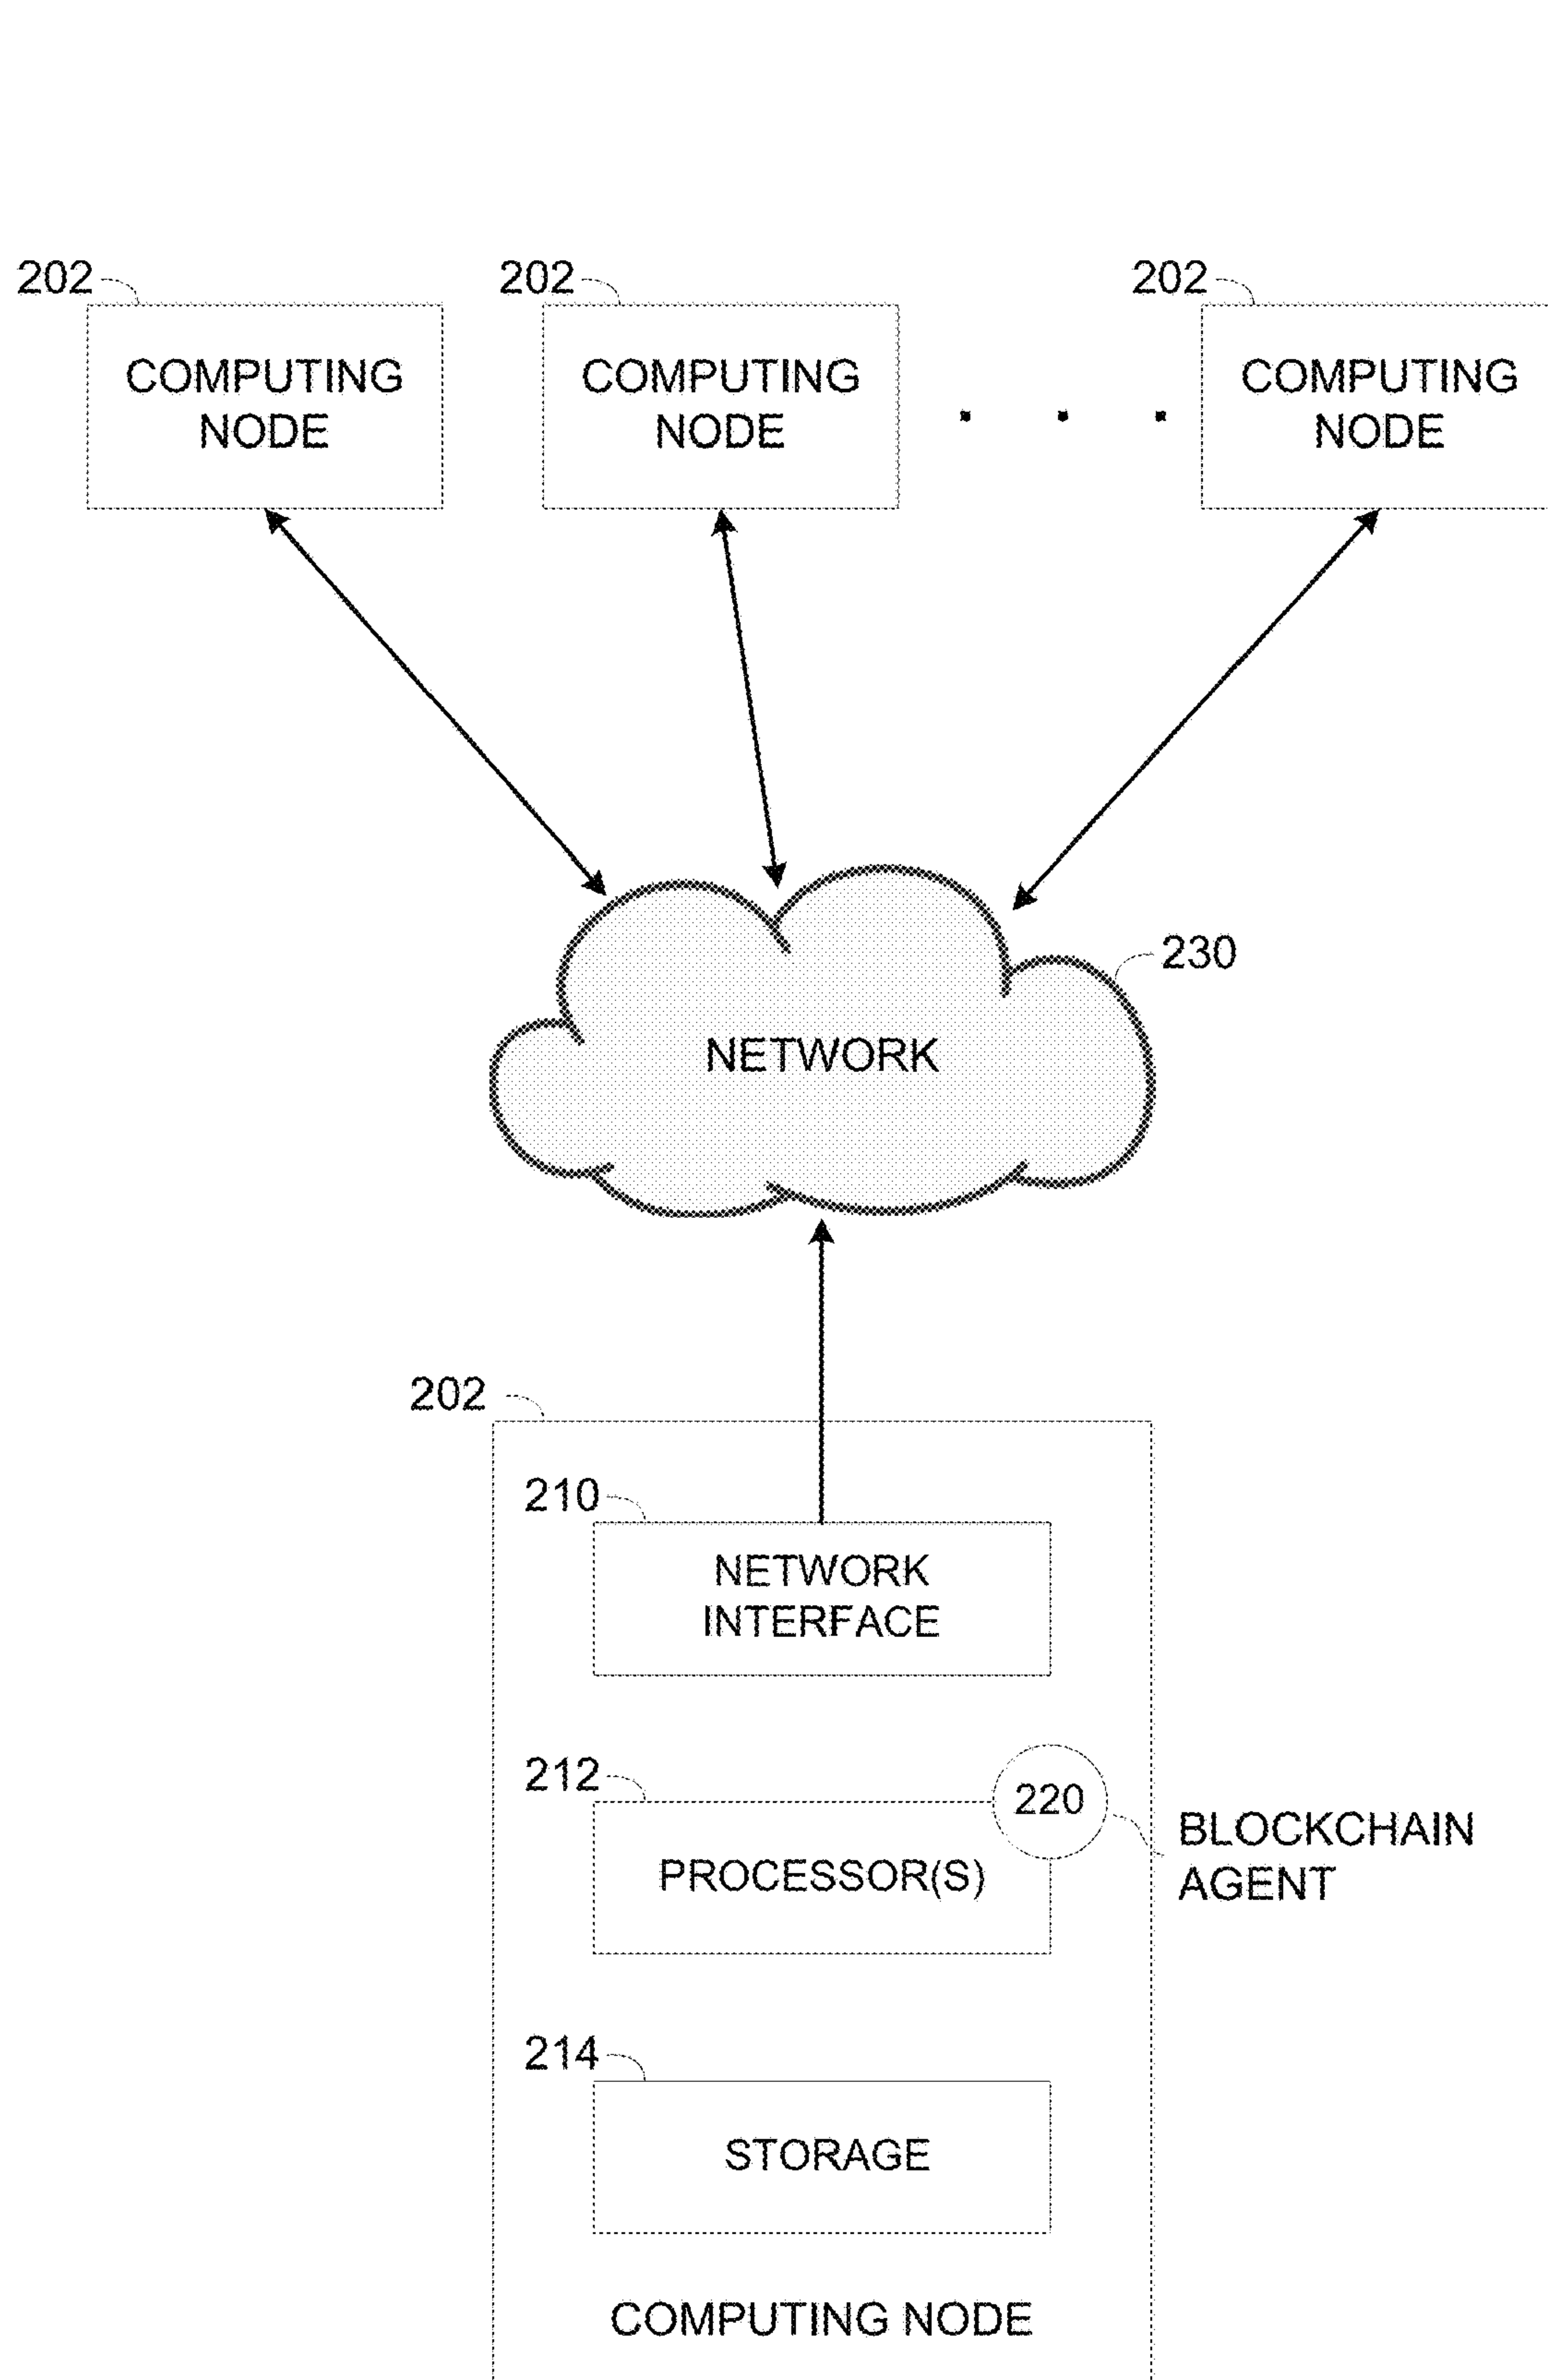 202
202
202
COMPUTING
NODE
COMPUTING
NODE
COMPUTING
NODE
230
NETWORK
202
210
NETWORK
INTERFACE
212
220
PROCESSOR(S)
BLOCKCHAIN
AGENT
214
STORAGE
COMPUTING NODE